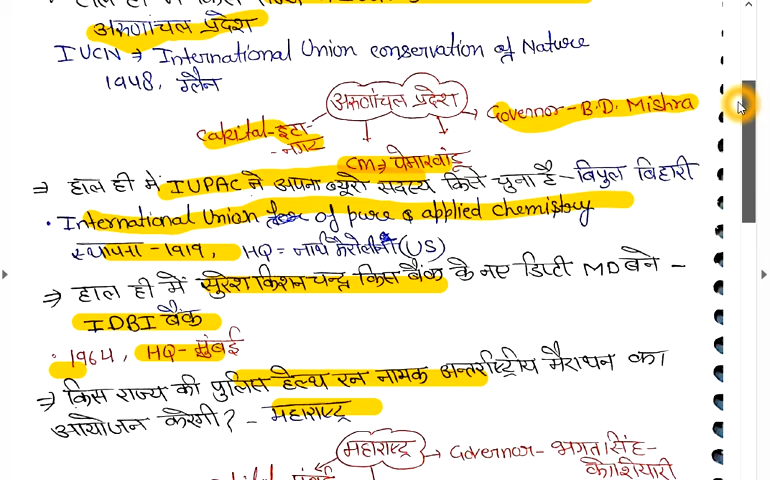 अरुणांचल प्रदेश
IUCN → International Union conservation of Nature
1948, ग्लैन
अरुणांचल प्रदेश
Governor - B.D. Mishra
Capital - इटा-
- नगर
CM → पेमाखांडू
⇒ हाल ही में IUPAC ने अपना ब्यूरो सदस्य किसे चुना है - बिपुल बिहारी
• International Union of pure & applied chemistry
स्थापना - 1919, HQ = नार्थ कैरोलीना (US)
⇒ हाल ही में सुरेश किशन चन्द्र किस बैंक के नए डिप्टी MD बने -
IDBI बैंक
• 1964, HQ - मुंबई
⇒ किस राज्य की पुलिस हेल्थ रन नामक अन्तर्राष्ट्रीय मैराथन का
आयोजन करेगी? - महाराष्ट्र
महाराष्ट्र → Governor - भगत सिंह -
कोशियारी